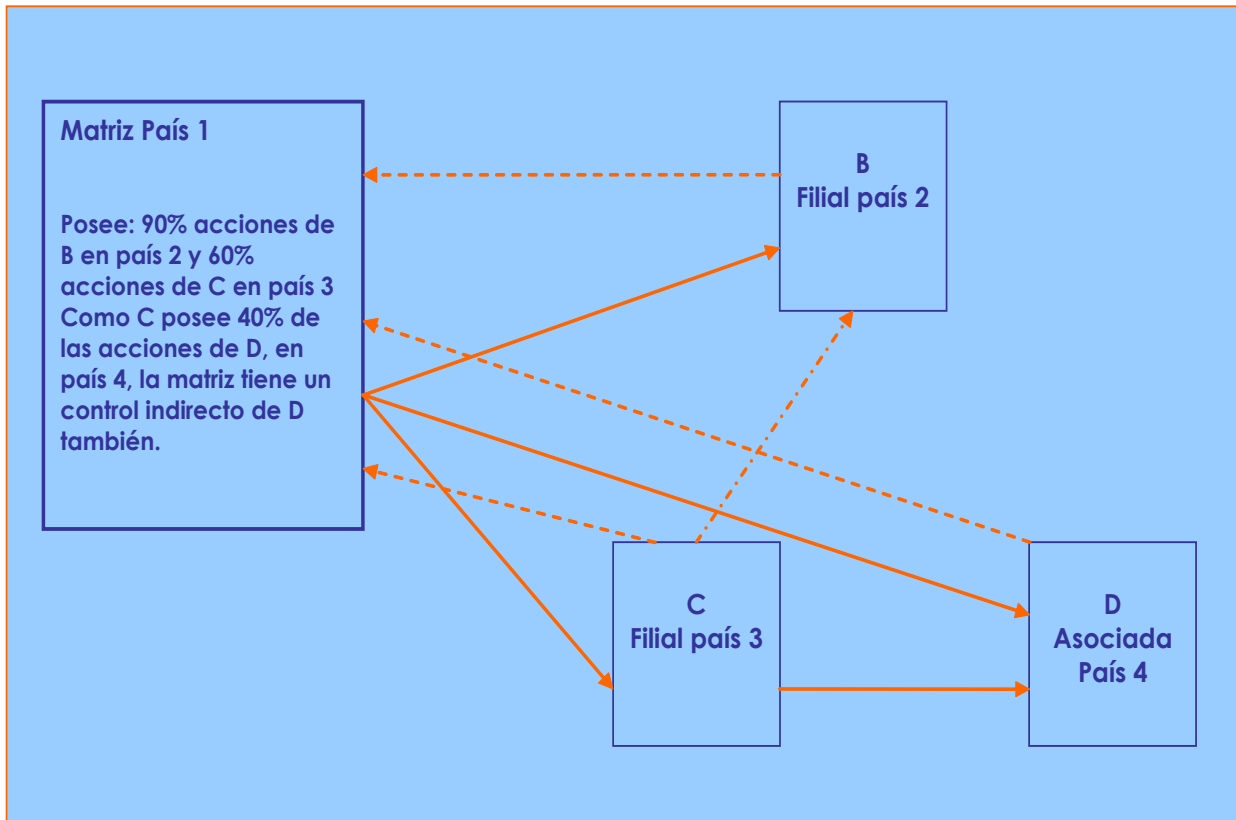 Matriz País 1
Posee: 90% acciones de
B en país 2 y 60%
acciones de C en país 3
Como C posee 40% de
las acciones de D, en
país 4, la matriz tiene un
control indirecto de D
también.
B
Filial país 2
C
Filial país 3
D
Asociada
País 4